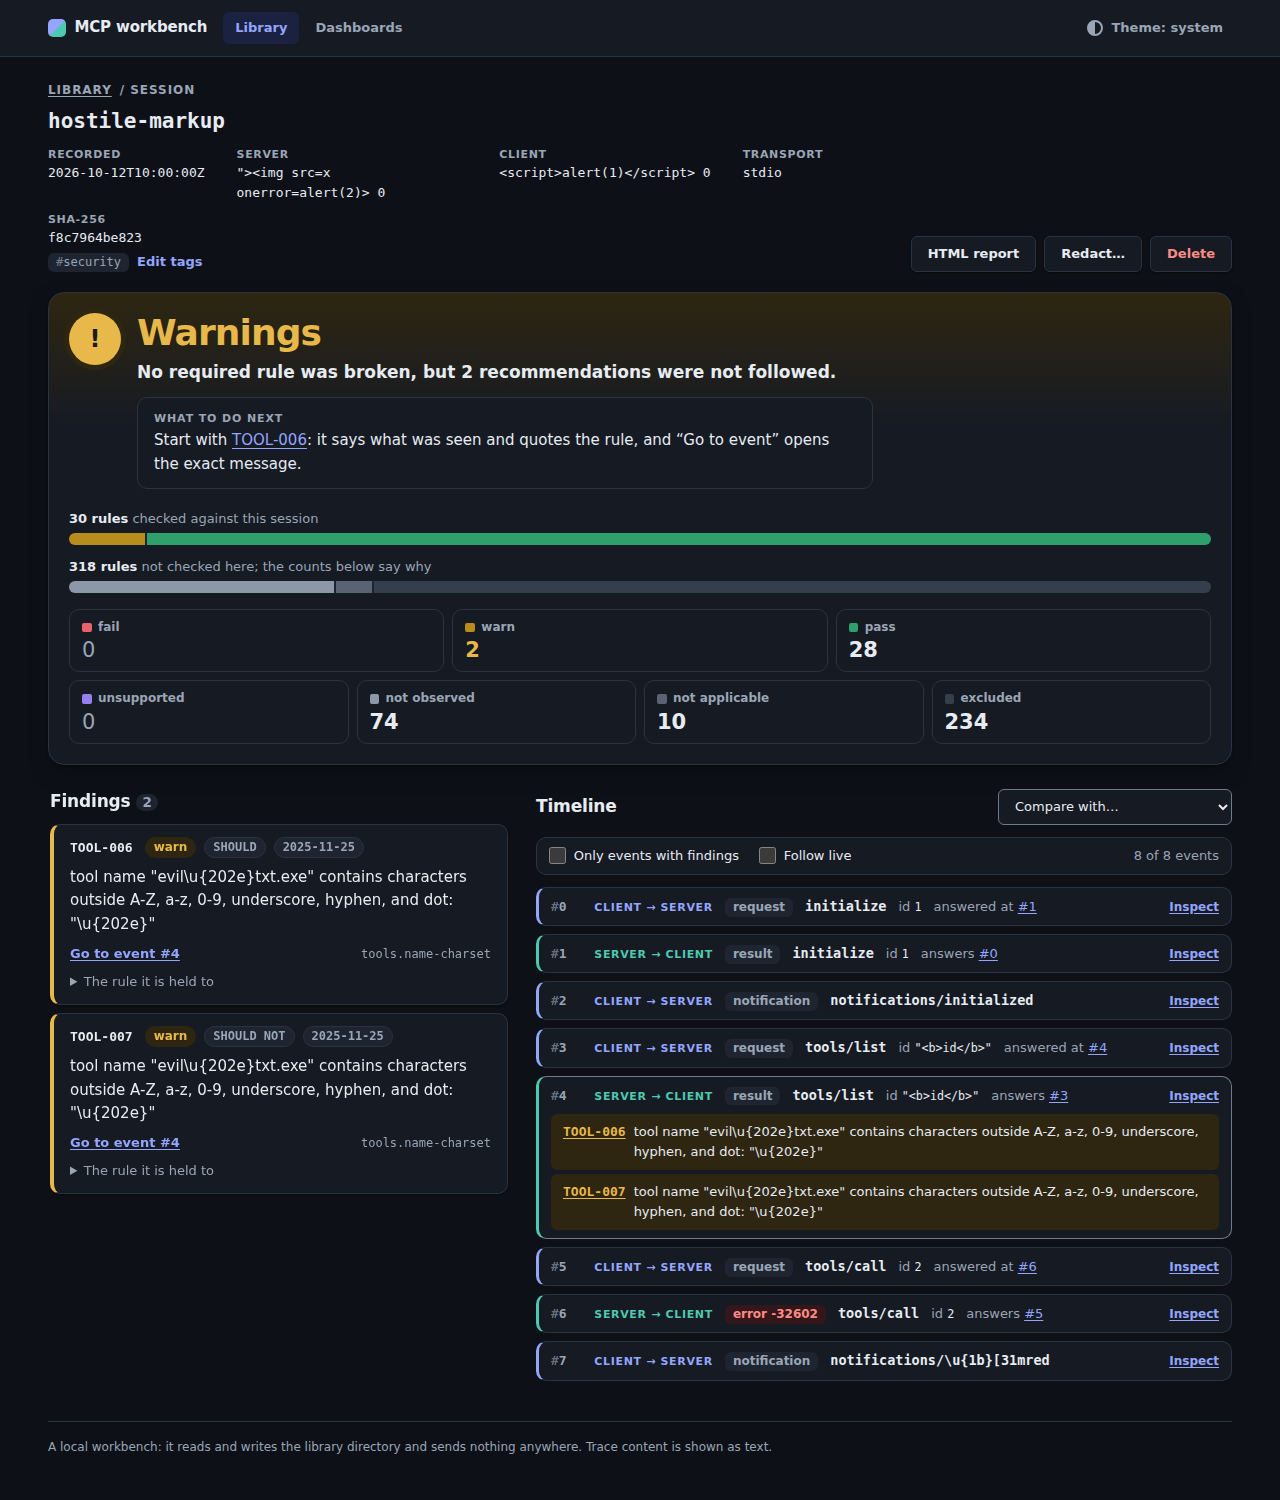 MCP workbench
Library
Dashboards
Theme: system
LIBRARY / SESSION
hostile-markup
RECORDED
2026-10-12T10:00:00Z
SERVER
"><img src=x
onerror=alert(2)> 0
CLIENT
<script>alert(1)</script> 0
TRANSPORT
stdio
SHA-256
f8c7964be823
#security
Edit tags
HTML report
Redact…
Delete
!
Warnings
No required rule was broken, but 2 recommendations were not followed.
WHAT TO DO NEXT
Start with TOOL-006: it says what was seen and quotes the rule, and “Go to event” opens
the exact message.
30 rules checked against this session
318 rules not checked here; the counts below say why
fail
0
warn
2
pass
28
unsupported
0
not observed
74
not applicable
10
excluded
234
Findings 2
TOOL-006 warn SHOULD 2025-11-25
tool name "evil\u{202e}txt.exe" contains characters
outside A-Z, a-z, 0-9, underscore, hyphen, and dot:
"\u{202e}"
Go to event #4 tools.name-charset
The rule it is held to
TOOL-007 warn SHOULD NOT 2025-11-25
tool name "evil\u{202e}txt.exe" contains characters
outside A-Z, a-z, 0-9, underscore, hyphen, and dot:
"\u{202e}"
Go to event #4 tools.name-charset
The rule it is held to
Timeline
Compare with…
Only events with findings
Follow live
8 of 8 events
#0 CLIENT → SERVER request initialize id 1 answered at #1 Inspect
#1 SERVER → CLIENT result initialize id 1 answers #0 Inspect
#2 CLIENT → SERVER notification notifications/initialized Inspect
#3 CLIENT → SERVER request tools/list id "<b>id</b>" answered at #4 Inspect
#4 SERVER → CLIENT result tools/list id "<b>id</b>" answers #3 Inspect
TOOL-006 tool name "evil\u{202e}txt.exe" contains characters outside A-Z, a-z, 0-9, underscore,
hyphen, and dot: "\u{202e}"
TOOL-007 tool name "evil\u{202e}txt.exe" contains characters outside A-Z, a-z, 0-9, underscore,
hyphen, and dot: "\u{202e}"
#5 CLIENT → SERVER request tools/call id 2 answered at #6 Inspect
#6 SERVER → CLIENT error -32602 tools/call id 2 answers #5 Inspect
#7 CLIENT → SERVER notification notifications/\u{1b}[31mred Inspect
A local workbench: it reads and writes the library directory and sends nothing anywhere. Trace content is shown as text.